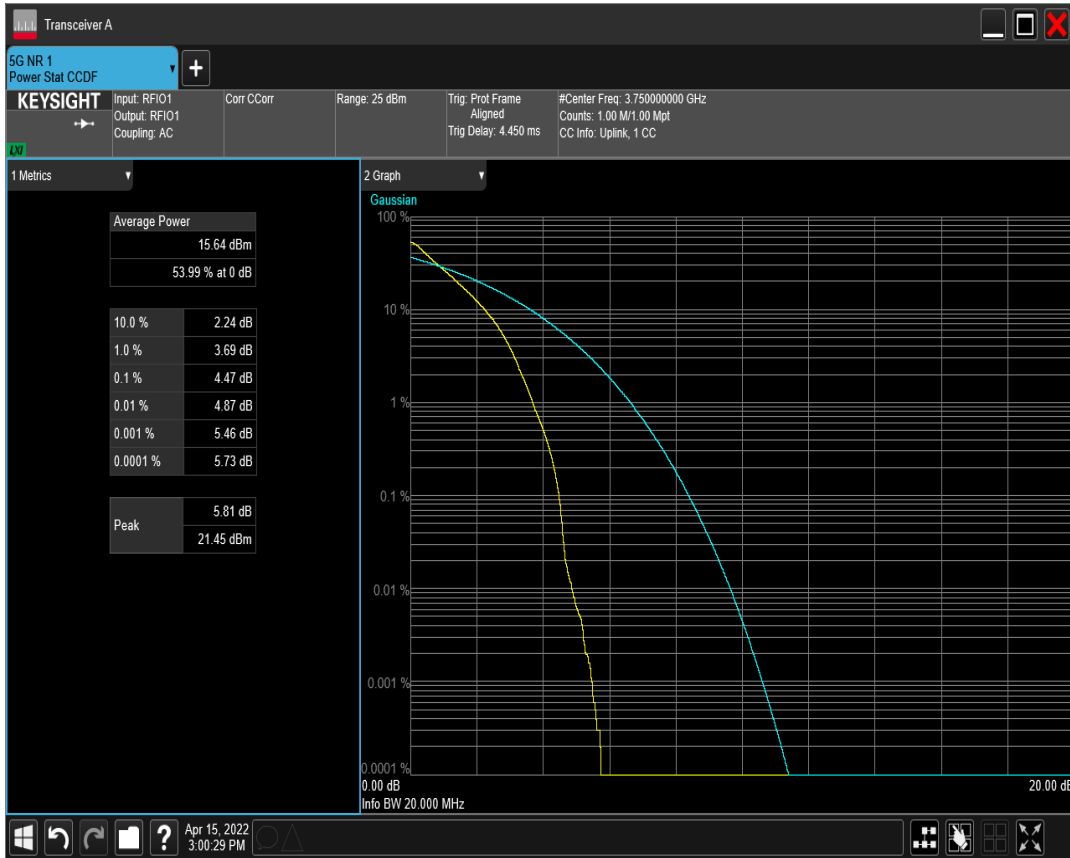 Transceiver A
5G NR 1
Power Stat CCDF
KEYSIGHT
LXI
Input: RFIO1
Output: RFIO1
Coupling: AC
Corr CCorr
Range: 25 dBm
Trig: Prot Frame
Aligned
Trig Delay: 4.450 ms
#Center Freq: 3.750000000 GHz
Counts: 1.00 M/1.00 Mpt
CC Info: Uplink, 1 CC
1 Metrics
Average Power
15.64 dBm
53.99 % at 0 dB
10.0 % 2.24 dB
1.0 % 3.69 dB
0.1 % 4.47 dB
0.01 % 4.87 dB
0.001 % 5.46 dB
0.0001 % 5.73 dB
Peak
5.81 dB
21.45 dBm
2 Graph
Gaussian
100 %
10 %
1 %
0.1 %
0.01 %
0.001 %
0.0001 %
0.00 dB
20.00 dB
Info BW 20.000 MHz
?
Apr 15, 2022
3:00:29 PM